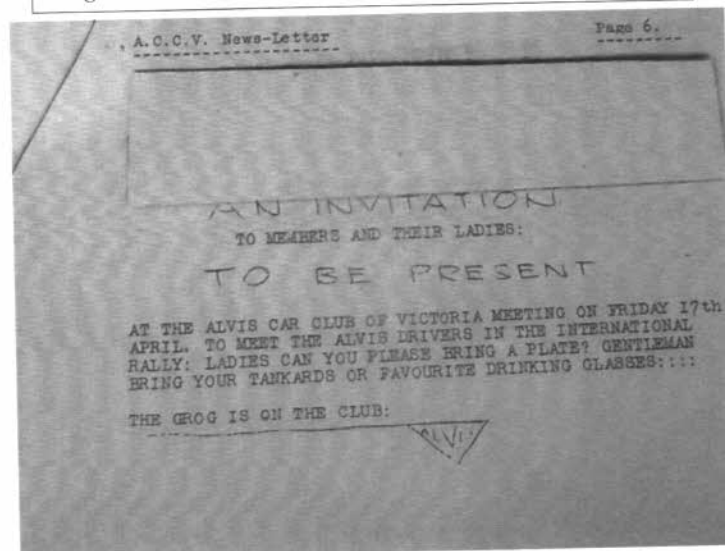 A.C.C.V. News-Letter Page 6.
AN INVITATION
TO MEMBERS AND THEIR LADIES:
TO BE PRESENT
AT THE ALVIS CAR CLUB OF VICTORIA MEETING ON FRIDAY 17th
APRIL. TO MEET THE ALVIS DRIVERS IN THE INTERNATIONAL
RALLY: LADIES CAN YOU PLEASE BRING A PLATE? GENTLEMAN
BRING YOUR TANKARDS OR FAVOURITE DRINKING GLASSES::::
THE GROG IS ON THE CLUB:
ALVIS